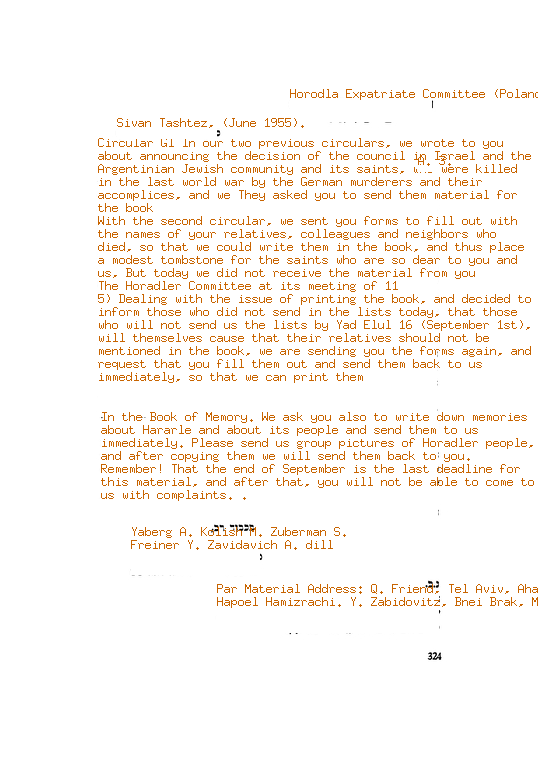 Horodla Expatriate Committee (Polanc
Sivan Tashtez, (June 1955).
Circular GI In our two previous circulars, we wrote to you
about announcing the decision of the council in Israel and the
Argentinian Jewish community and its saints, were killed
in the last world war by the German murderers and their
accomplices, and we They asked you to send them material for
the book
With the second circular, we sent you forms to fill out with
the names of your relatives, colleagues and neighbors who
died, so that we could write them in the book, and thus place
a modest tombstone for the saints who are so dear to you and
us, But today we did not receive the material from you
The Horadler Committee at its meeting of 11
5) Dealing with the issue of printing the book, and decided to
inform those who did not send in the lists today, that those
who will not send us the lists by Yad Elul 16 (September 1st),
will themselves cause that their relatives should not be
mentioned in the book, we are sending you the forms again, and
request that you fill them out and send them back to us
immediately, so that we can print them
In the Book of Memory. We ask you also to write down memories
about Hararle and about its people and send them to us
immediately. Please send us group pictures of Horadler people,
and after copying them we will send them back to you.
Remember! That the end of September is the last deadline for
this material, and after that, you will not be able to come to
us with complaints. .
Yaberg A. Kolish M. Zuberman S.
Freiner Y. Zavidavich A. dill
Par Material Address: Q. Friend, Tel Aviv, Aha
Hapoel Hamizrachi. Y. Zabidovitz, Bnei Brak, M
324